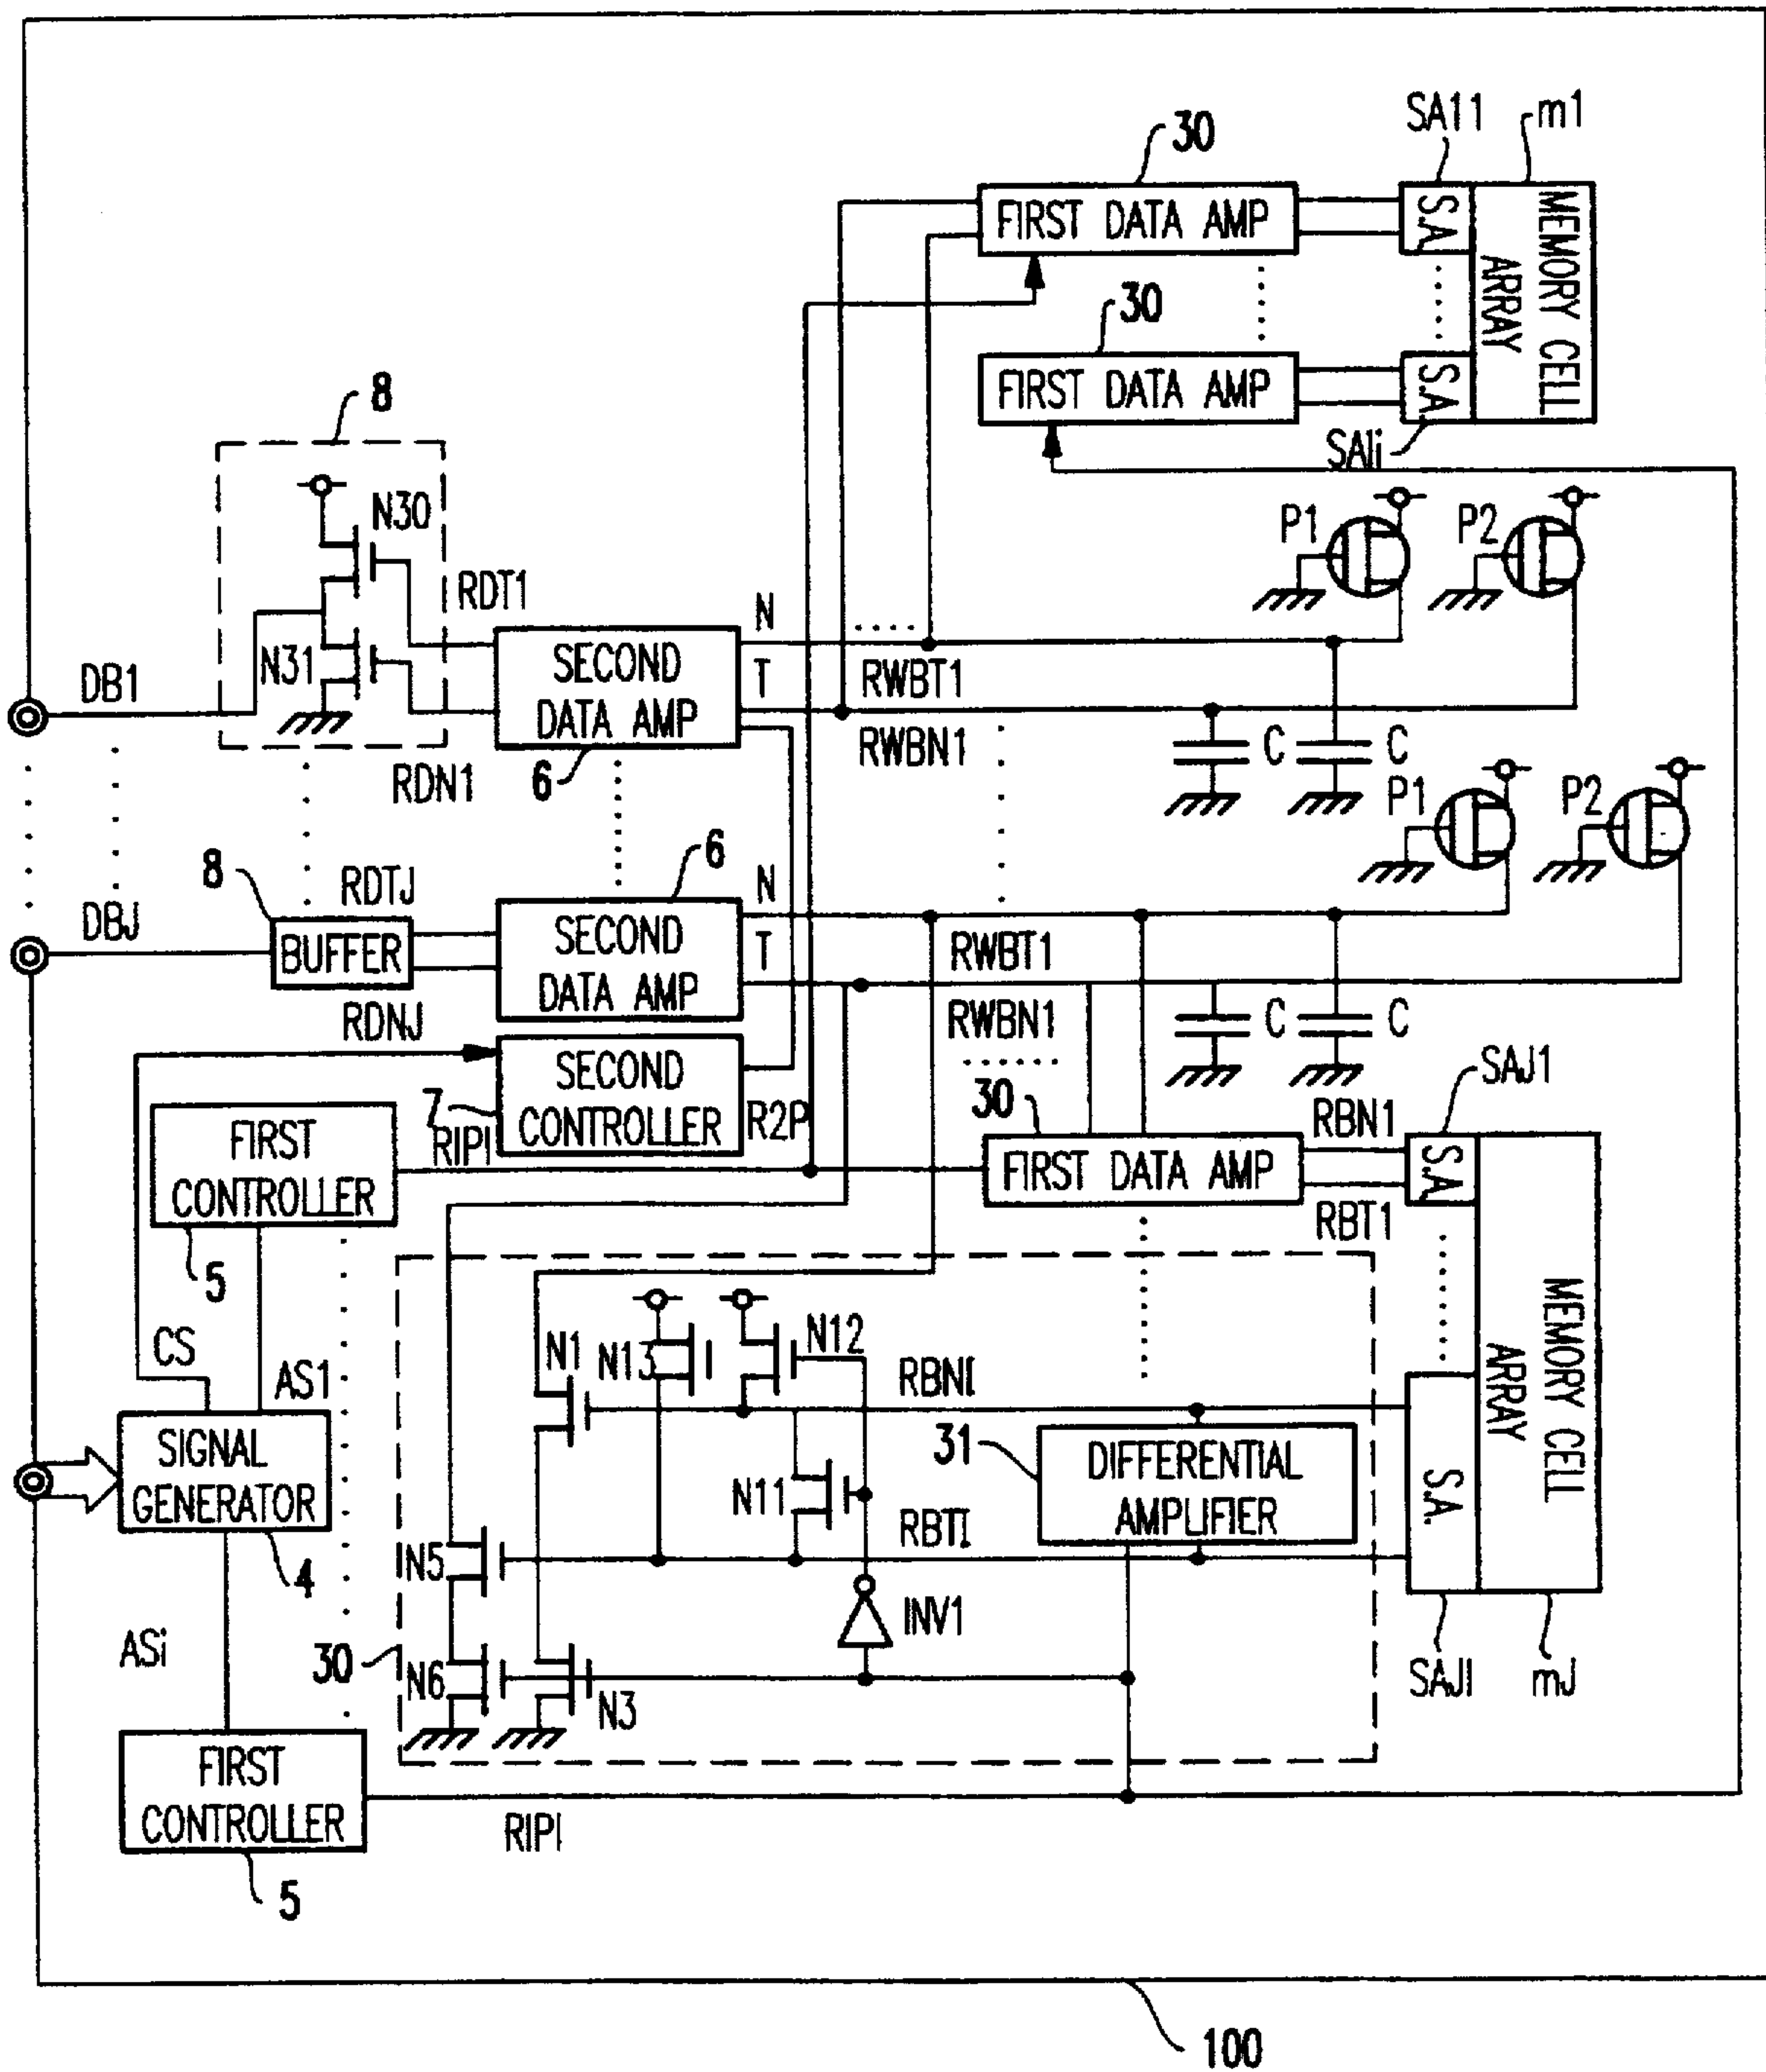 SA11
m1
30
FIRST DATA AMP
S.A.
MEMORY CELL
ARRAY
30
FIRST DATA AMP
S.A.
SAIi
8
N30
RDT1
N31
DB1
SECOND
DATA AMP
N
T
RWBT1
RWBN1
P1
P2
C
C
RDN1
6
P1
P2
6
8
RDTJ
DBJ
BUFFER
RDNJ
SECOND
DATA AMP
N
T
RWBT1
RWBN1
C
C
SECOND
CONTROLLER
7
RIPI
R2P
30
SAJ1
RBN1
FIRST
CONTROLLER
FIRST DATA AMP
S.A.
RBT1
5
MEMORY CELL
ARRAY
CS
AS1
N1
N13
N12
RBNI
31
DIFFERENTIAL
AMPLIFIER
SIGNAL
GENERATOR
N11
S.A.
RBTI
N5
4
INV1
ASi
30
N6
N3
SAJI
mJ
FIRST
CONTROLLER
RIPI
5
100